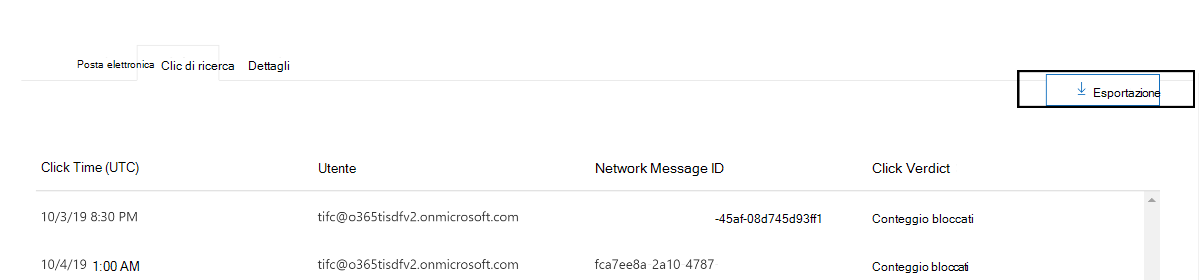 Posta elettronica Clic di ricerca Dettagli
Esportazione
Click Time (UTC) Utente Network Message ID Click Verdict
10/3/19 8:30 PM tifc@o365tisdfv2.onmicrosoft.com -45af-08d745d93ff1 Conteggio bloccati
10/4/19 1:00 AM tifc@o365tisdfv2.onmicrosoft.com fca7ee8a-2a10-4787 Conteggio bloccati